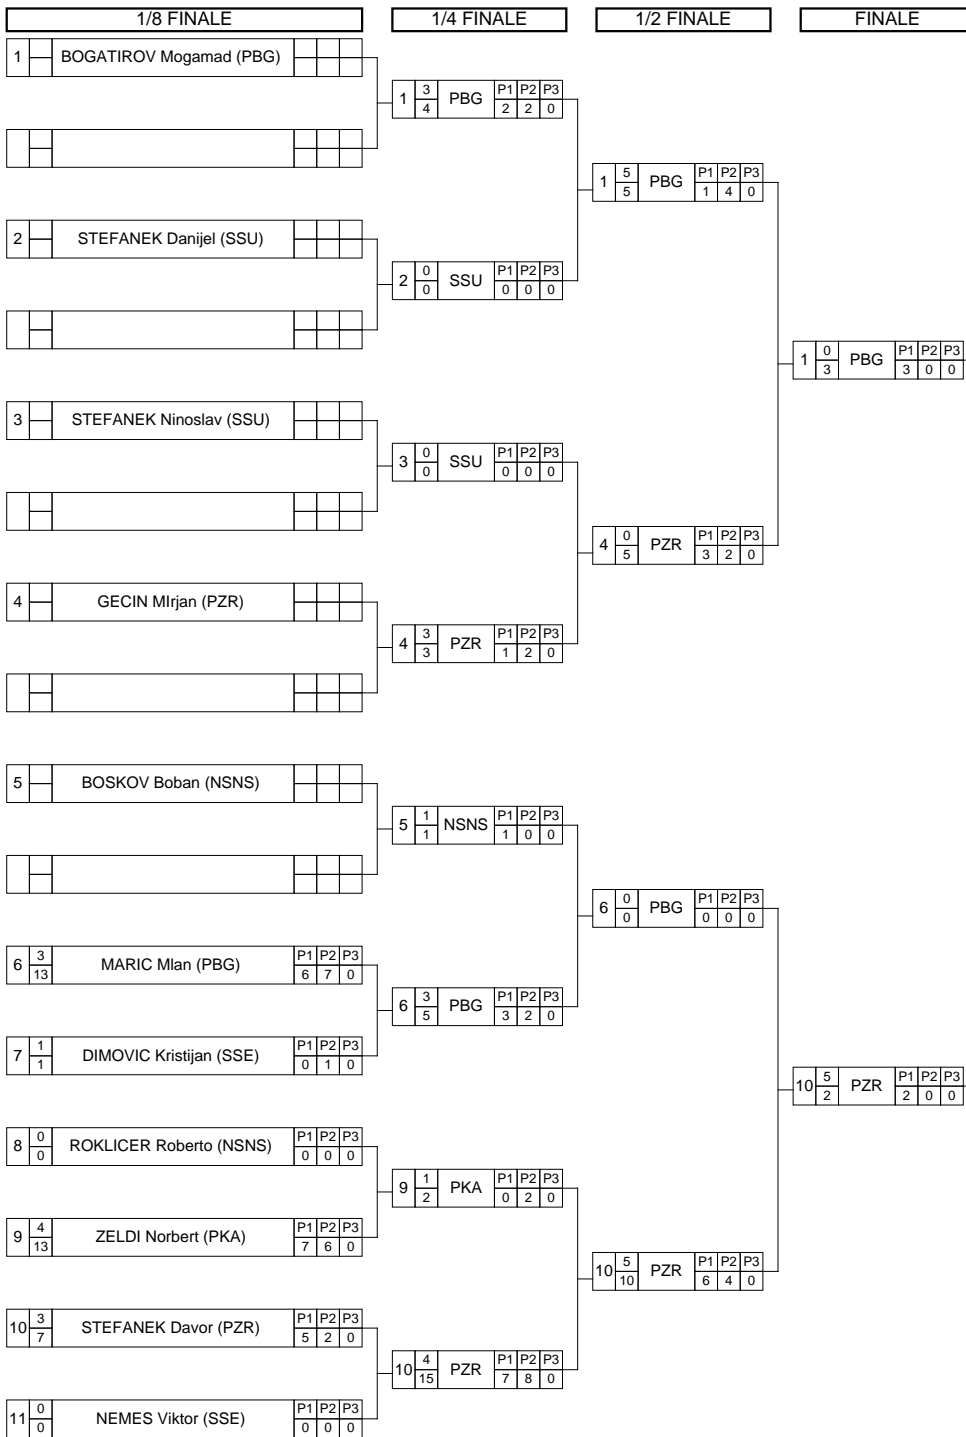 1/8 FINALE 1/4 FINALE 1/2 FINALE FINALE
1 BOGATIROV Mogamad (PBG)
1 3 4 PBG P1 P2 P3 2 2 0
1 5 5 PBG P1 P2 P3 1 4 0
2 STEFANEK Danijel (SSU)
2 0 0 SSU P1 P2 P3 0 0 0
1 0 3 PBG P1 P2 P3 3 0 0
3 STEFANEK Ninoslav (SSU)
3 0 0 SSU P1 P2 P3 0 0 0
4 0 5 PZR P1 P2 P3 3 2 0
4 GECIN MIrjan (PZR)
4 3 3 PZR P1 P2 P3 1 2 0
5 BOSKOV Boban (NSNS)
5 1 1 NSNS P1 P2 P3 1 0 0
6 0 0 PBG P1 P2 P3 0 0 0
6 3 13 MARIC Mlan (PBG) P1 P2 P3 6 7 0
6 3 5 PBG P1 P2 P3 3 2 0
7 1 1 DIMOVIC Kristijan (SSE) P1 P2 P3 0 1 0
10 5 2 PZR P1 P2 P3 2 0 0
8 0 0 ROKLICER Roberto (NSNS) P1 P2 P3 0 0 0
9 1 2 PKA P1 P2 P3 0 2 0
9 4 13 ZELDI Norbert (PKA) P1 P2 P3 7 6 0
10 5 10 PZR P1 P2 P3 6 4 0
10 3 7 STEFANEK Davor (PZR) P1 P2 P3 5 2 0
10 4 15 PZR P1 P2 P3 7 8 0
11 0 0 NEMES Viktor (SSE) P1 P2 P3 0 0 0